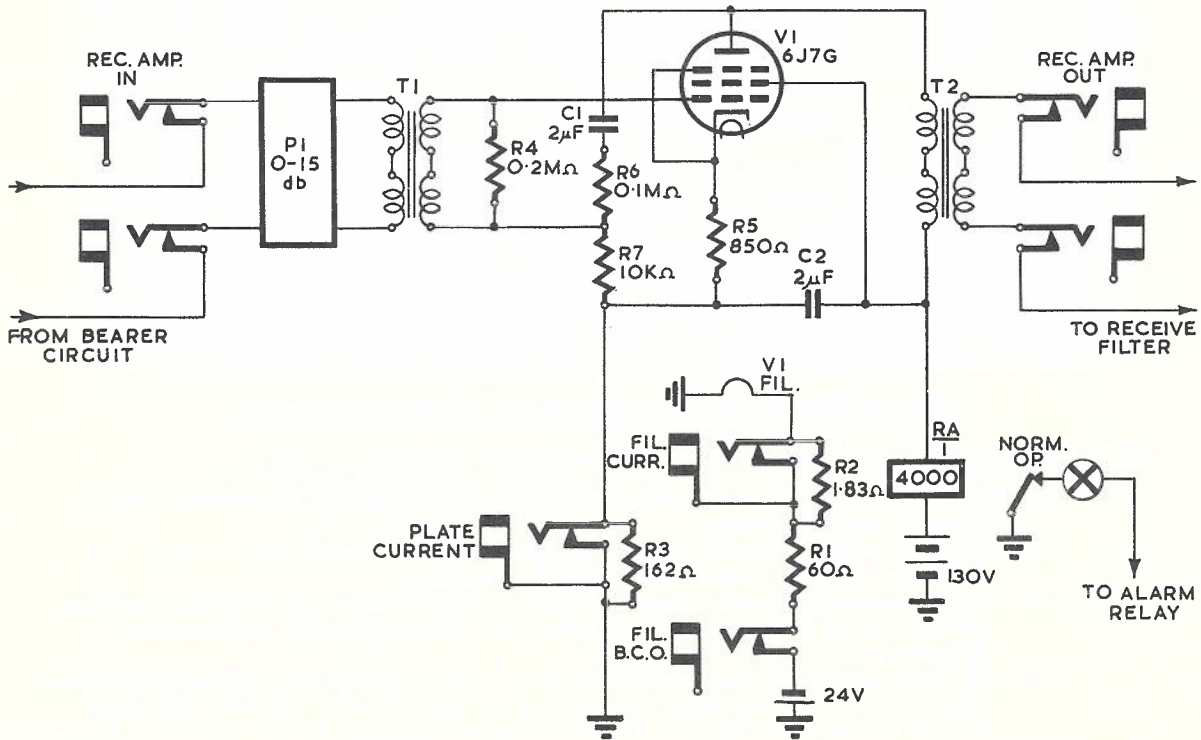 REC. AMP.
IN
P1
0-15
db
T1
C1
2μF
R4
0·2MΩ
R6
0·1MΩ
R7
10KΩ
V1
6J7G
R5
850Ω
C2
2μF
T2
REC. AMP.
OUT
FROM BEARER
CIRCUIT
TO RECEIVE
FILTER
V1
FIL.
FIL.
CURR.
R2
1·83Ω
RA
1
4000
NORM.
OP.
PLATE
CURRENT
R3
162Ω
R1
60Ω
130V
TO ALARM
RELAY
FIL.
B.C.O.
24V